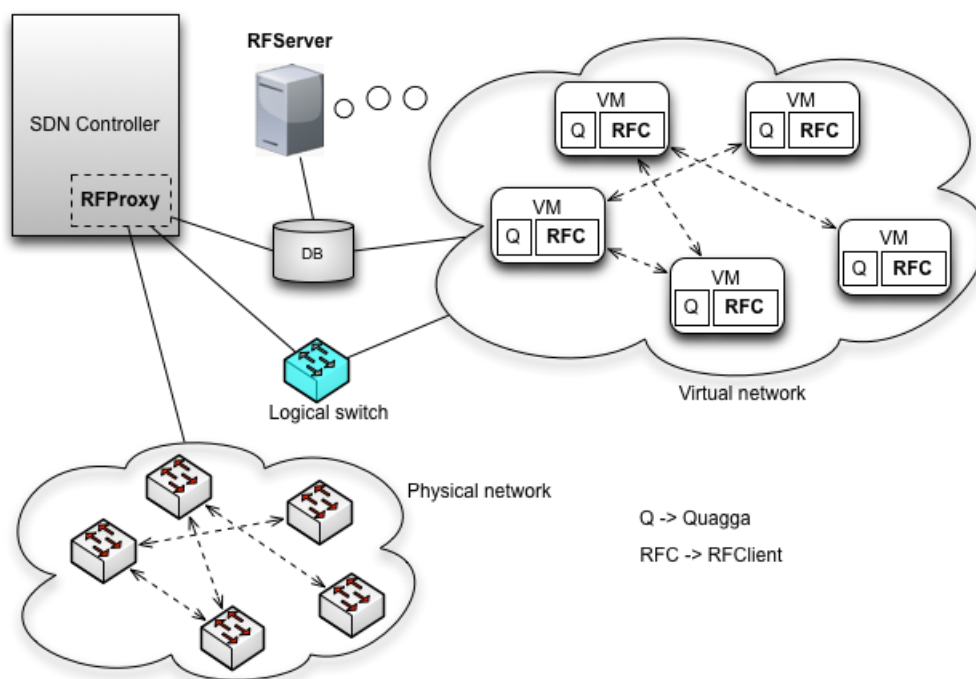 RFServer
SDN Controller
RFProxy
DB
Logical switch
VM
Q RFC
VM
Q RFC
VM
Q RFC
VM
Q RFC
VM
Q RFC
Virtual network
Physical network
Q -> Quagga
RFC -> RFClient